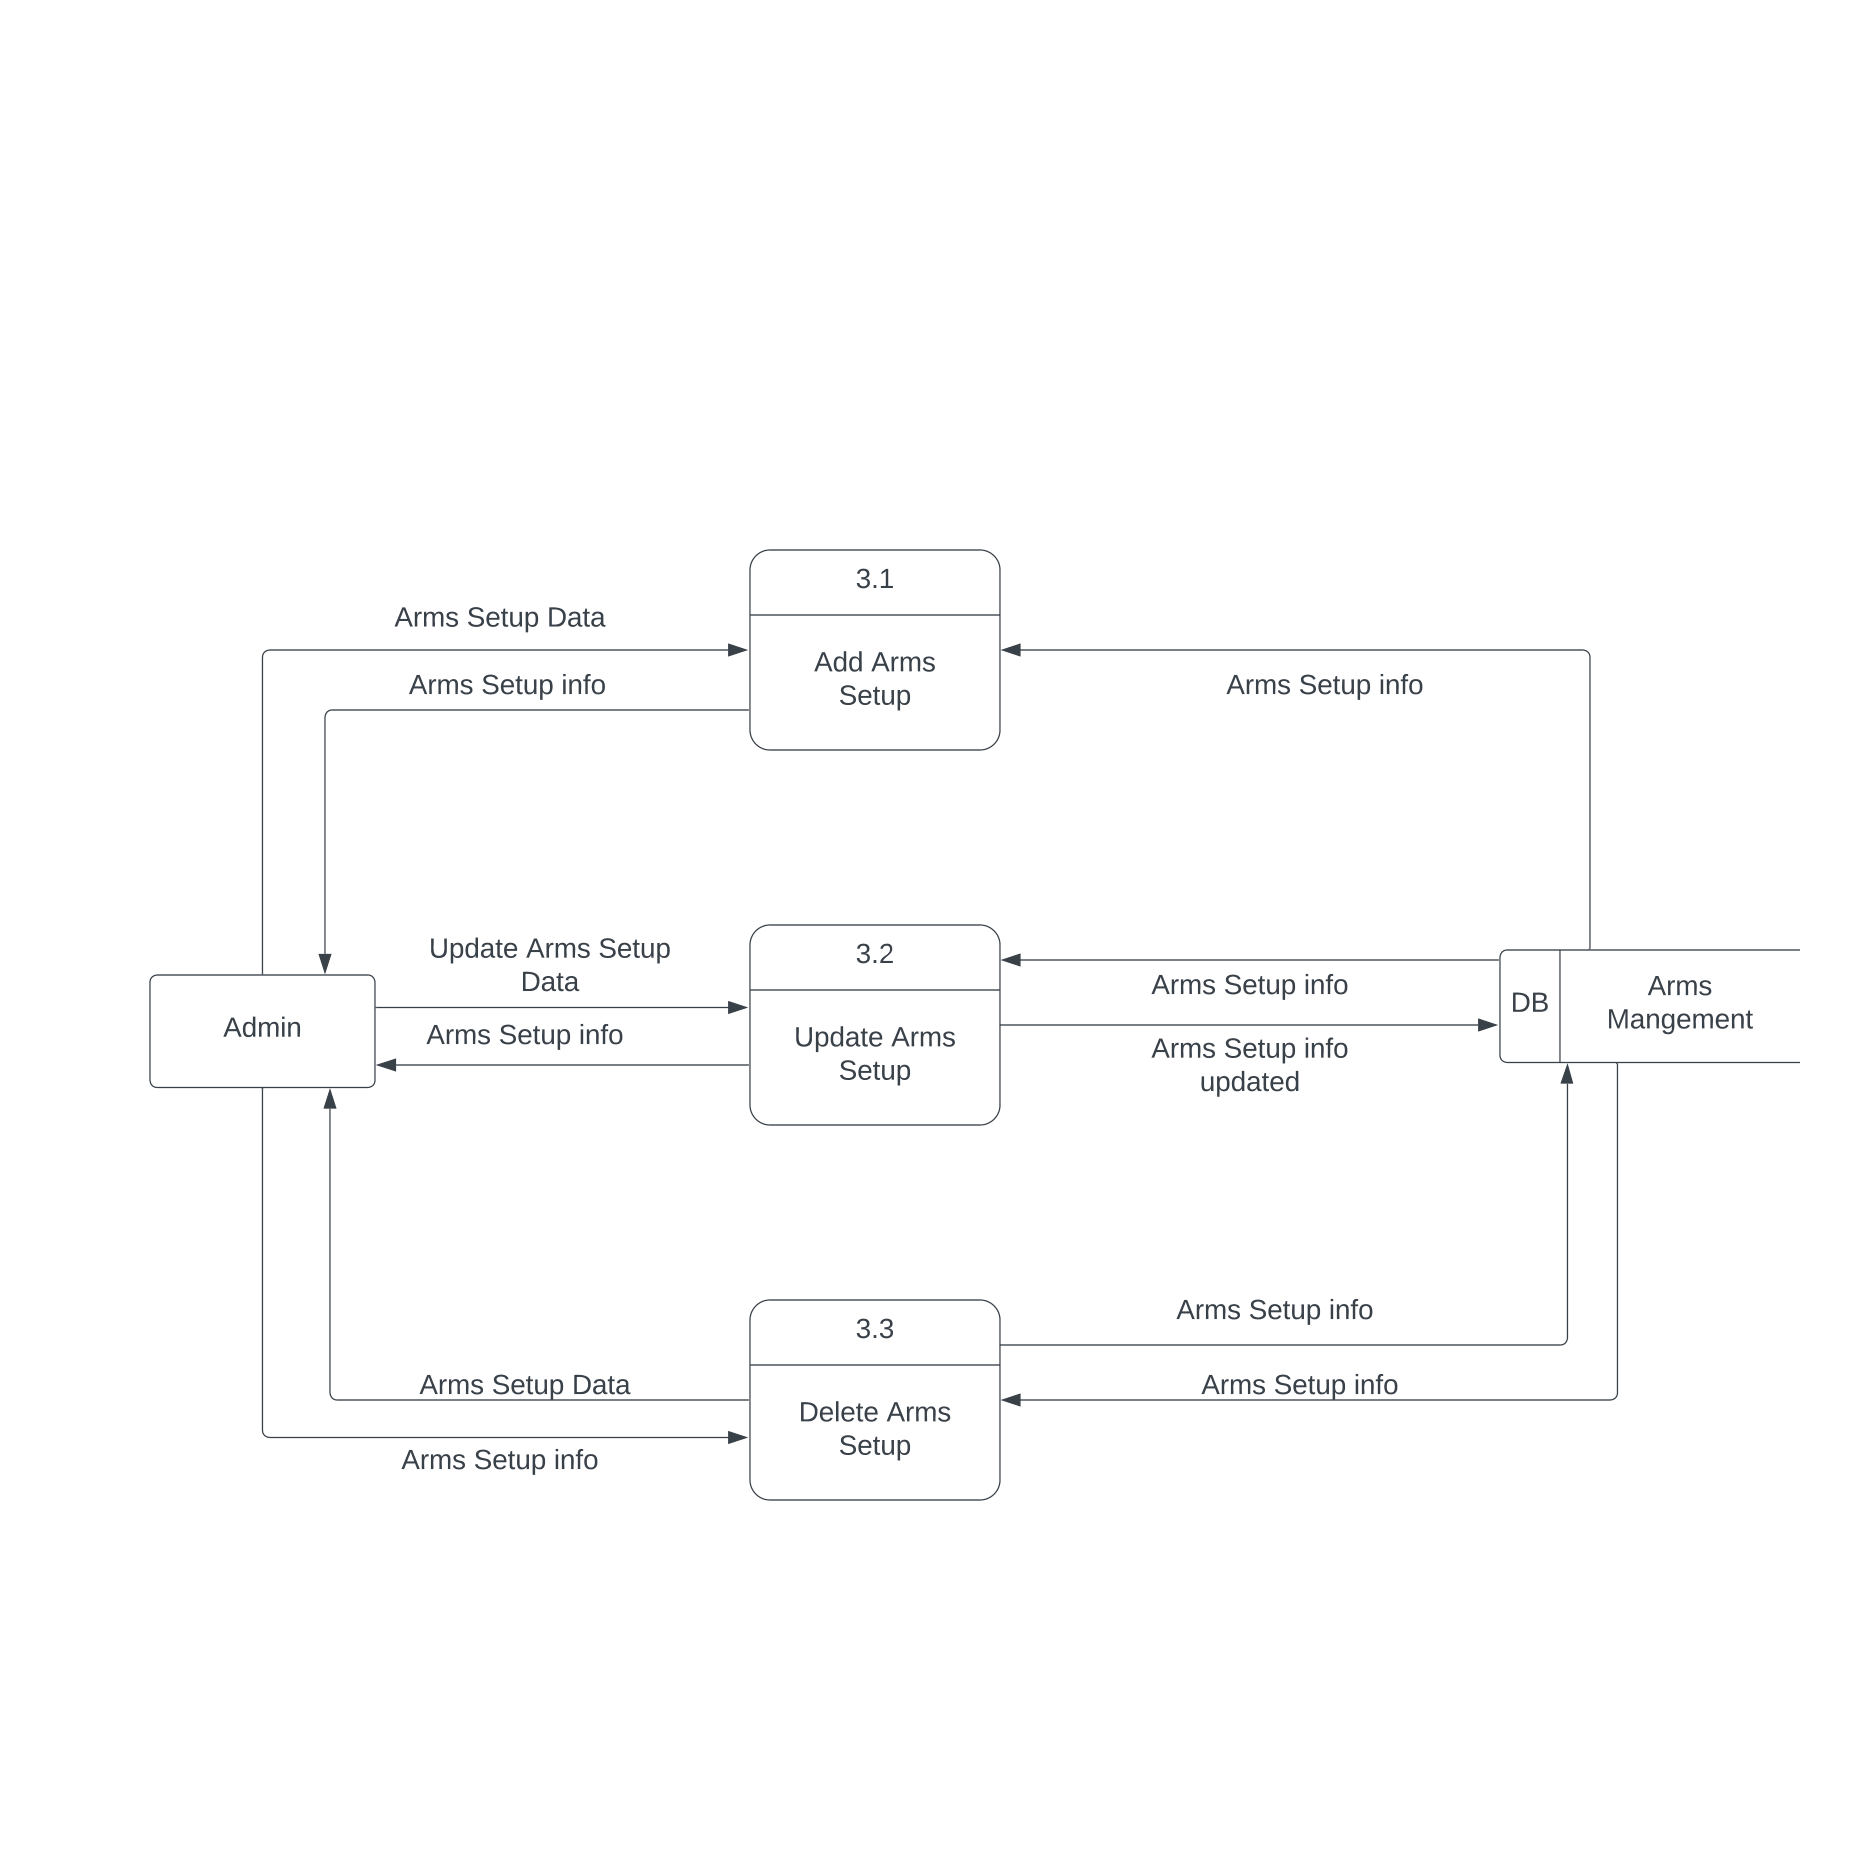 3.1
Arms Setup Data
Add Arms
Setup
Arms Setup info
Arms Setup info
Update Arms Setup
Data
3.2
Arms Setup info
Arms
Mangement
DB
Admin
Arms Setup info
Update Arms
Setup
Arms Setup info
updated
Arms Setup info
3.3
Arms Setup Data
Arms Setup info
Delete Arms
Setup
Arms Setup info